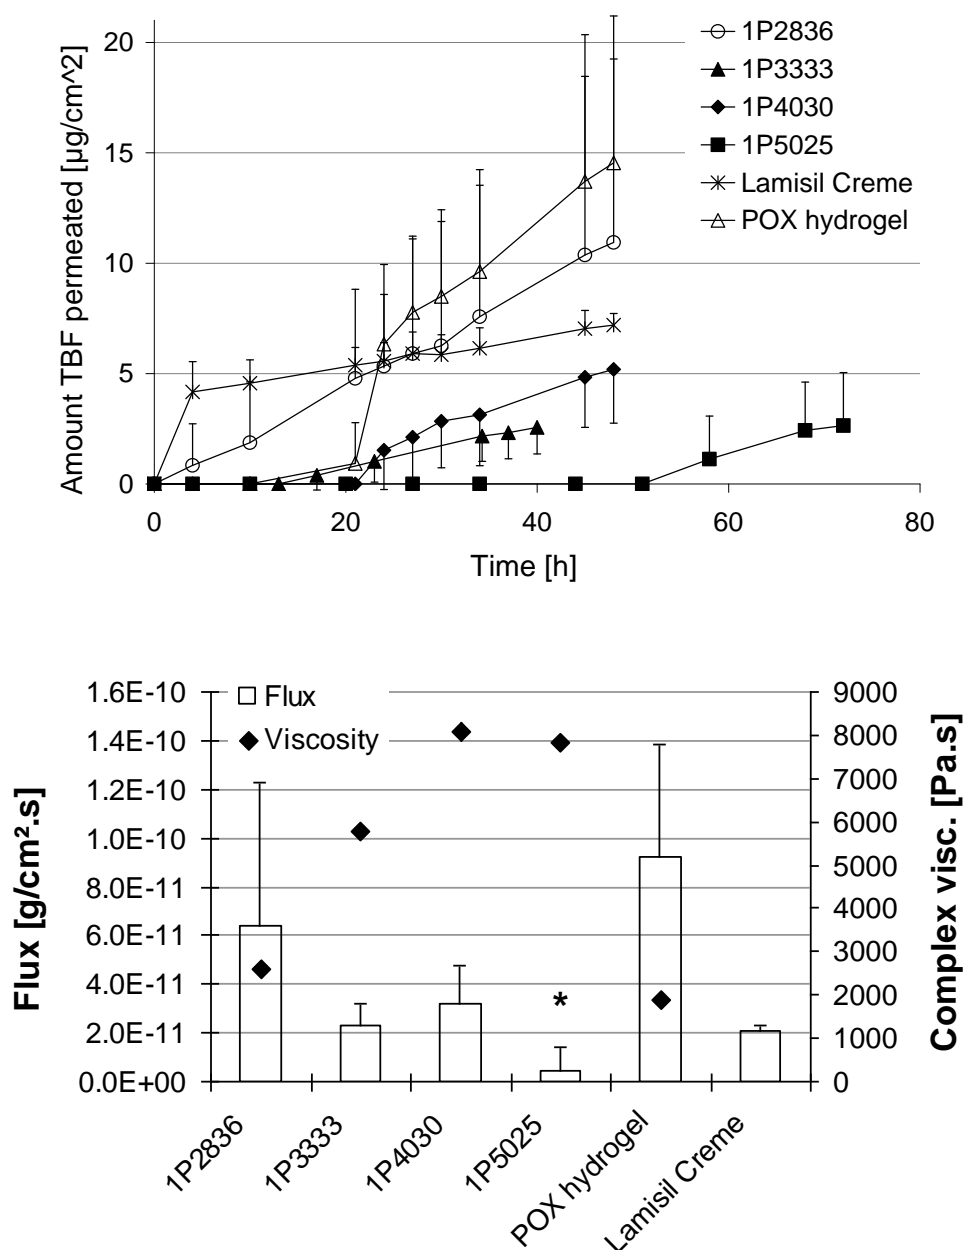 Amount TBF permeated [µg/cm^2]
20
15
10
5
0
0
20
40
60
80
Time [h]
1P2836
1P3333
1P4030
1P5025
Lamisil Creme
POX hydrogel
Flux [g/cm².s]
1.6E-10
1.4E-10
1.2E-10
1.0E-10
8.0E-11
6.0E-11
4.0E-11
2.0E-11
0.0E+00
Flux
Viscosity
*
9000
8000
7000
6000
5000
4000
3000
2000
1000
0
Complex visc. [Pa.s]
1P2836
1P3333
1P4030
1P5025
POX hydrogel
Lamisil Creme